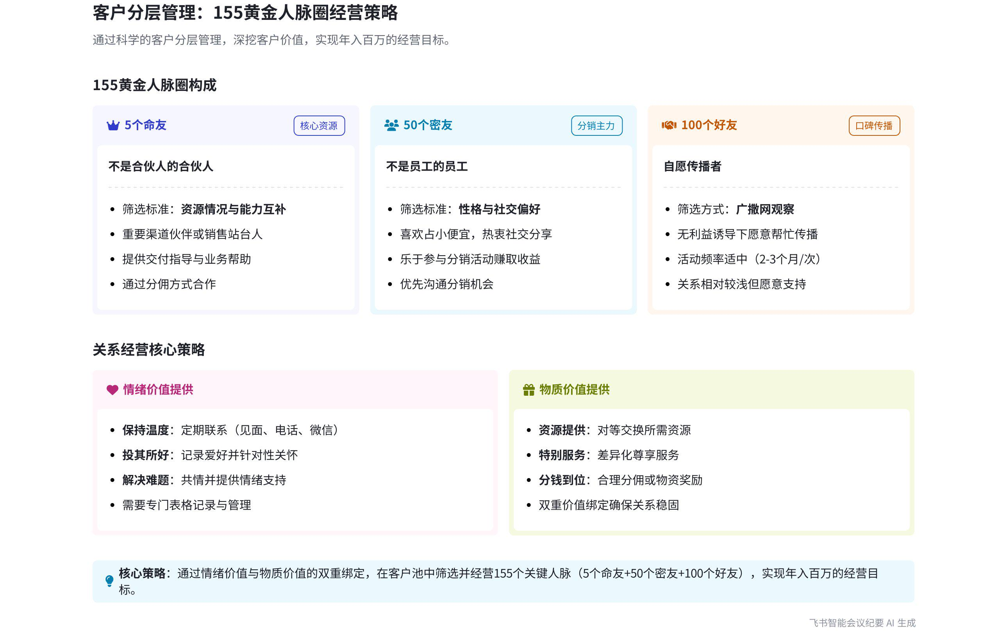 客户分层管理：155黄金人脉圈经营策略
通过科学的客户分层管理，深挖客户价值，实现年入百万的经营目标。
155黄金人脉圈构成
5个命友
核心资源
不是合伙人的合伙人
筛选标准：资源情况与能力互补
重要渠道伙伴或销售站台人
提供交付指导与业务帮助
通过分佣方式合作
50个密友
分销主力
不是员工的员工
筛选标准：性格与社交偏好
喜欢占小便宜，热衷社交分享
乐于参与分销活动赚取收益
优先沟通分销机会
100个好友
口碑传播
自愿传播者
筛选方式：广撒网观察
无利益诱导下愿意帮忙传播
活动频率适中（2-3个月/次）
关系相对较浅但愿意支持
关系经营核心策略
情绪价值提供
保持温度：定期联系（见面、电话、微信）
投其所好：记录爱好并针对性关怀
解决难题：共情并提供情绪支持
需要专门表格记录与管理
物质价值提供
资源提供：对等交换所需资源
特别服务：差异化尊享服务
分钱到位：合理分佣或物资奖励
双重价值绑定确保关系稳固
核心策略：通过情绪价值与物质价值的双重绑定，在客户池中筛选并经营155个关键人脉（5个命友+50个密友+100个好友），实现年入百万的经营目
标。
飞书智能会议纪要 AI 生成